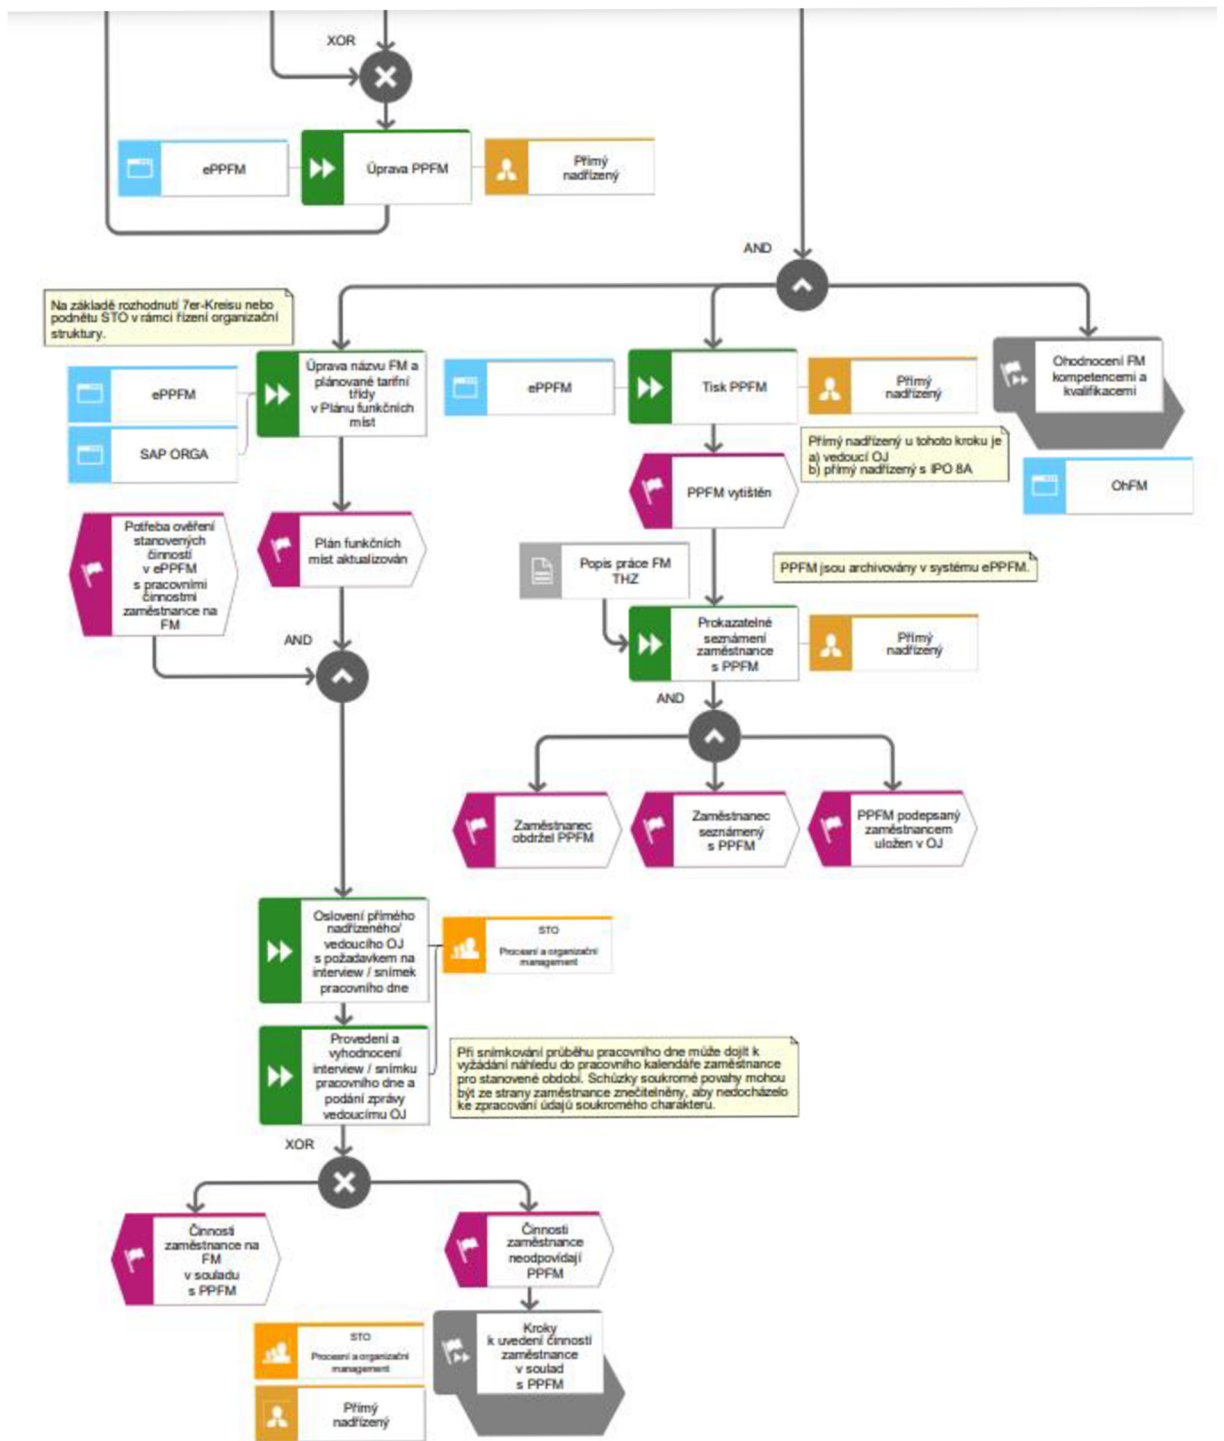 XOR
ePPFM
Úprava PPFM
Přímý
nadřízený
AND
Na základě rozhodnutí 7er-Kreisu nebo
podnětu STO v rámci řízení organizační
struktury.
ePPFM
SAP ORGA
Úprava názvu FM a
plánované tarifní
třídy
v Plánu funkčních
míst
ePPFM
Tisk PPFM
Přímý
nadřízený
Ohodnocení FM
kompetencemi a
kvalifikacemi
Přímý nadřízený u tohoto kroku je
a) vedoucí OJ
b) přímý nadřízený s IPO 8A
OhFM
PPFM vytištěn
Potřeba ověření
stanovených
činností
v ePPFM
s pracovními
činnostmi
zaměstnance na
FM
Plán funkčních
míst aktualizován
Popis práce FM
THZ
PPFM jsou archivovány v systému ePPFM.
Prokazatelné
seznámení
zaměstnance
s PPFM
Přímý
nadřízený
AND
AND
Zaměstnanec
obdržel PPFM
Zaměstnanec
seznámený
s PPFM
PPFM podepsaný
zaměstnancem
uložen v OJ
Oslovení přímého
nadřízeného/
vedoucího OJ
s požadavkem na
interview / snímek
pracovního dne
STO
Procesní a organizační
management
Provedení a
vyhodnocení
interview / snímku
pracovního dne a
podání zprávy
vedoucímu OJ
Při snímkování průběhu pracovního dne může dojít k
vyžádání náhledu do pracovního kalendáře zaměstnance
pro stanovené období. Schůzky soukromé povahy mohou
být ze strany zaměstnance znečitelněny, aby nedocházelo
ke zpracování údajů soukromého charakteru.
XOR
Činnosti
zaměstnance na
FM
v souladu
s PPFM
Činnosti
zaměstnance
neodpovídají
PPFM
STO
Procesní a organizační
management
Přímý
nadřízený
Kroky
k uvedení činností
zaměstnance
v soulad
s PPFM